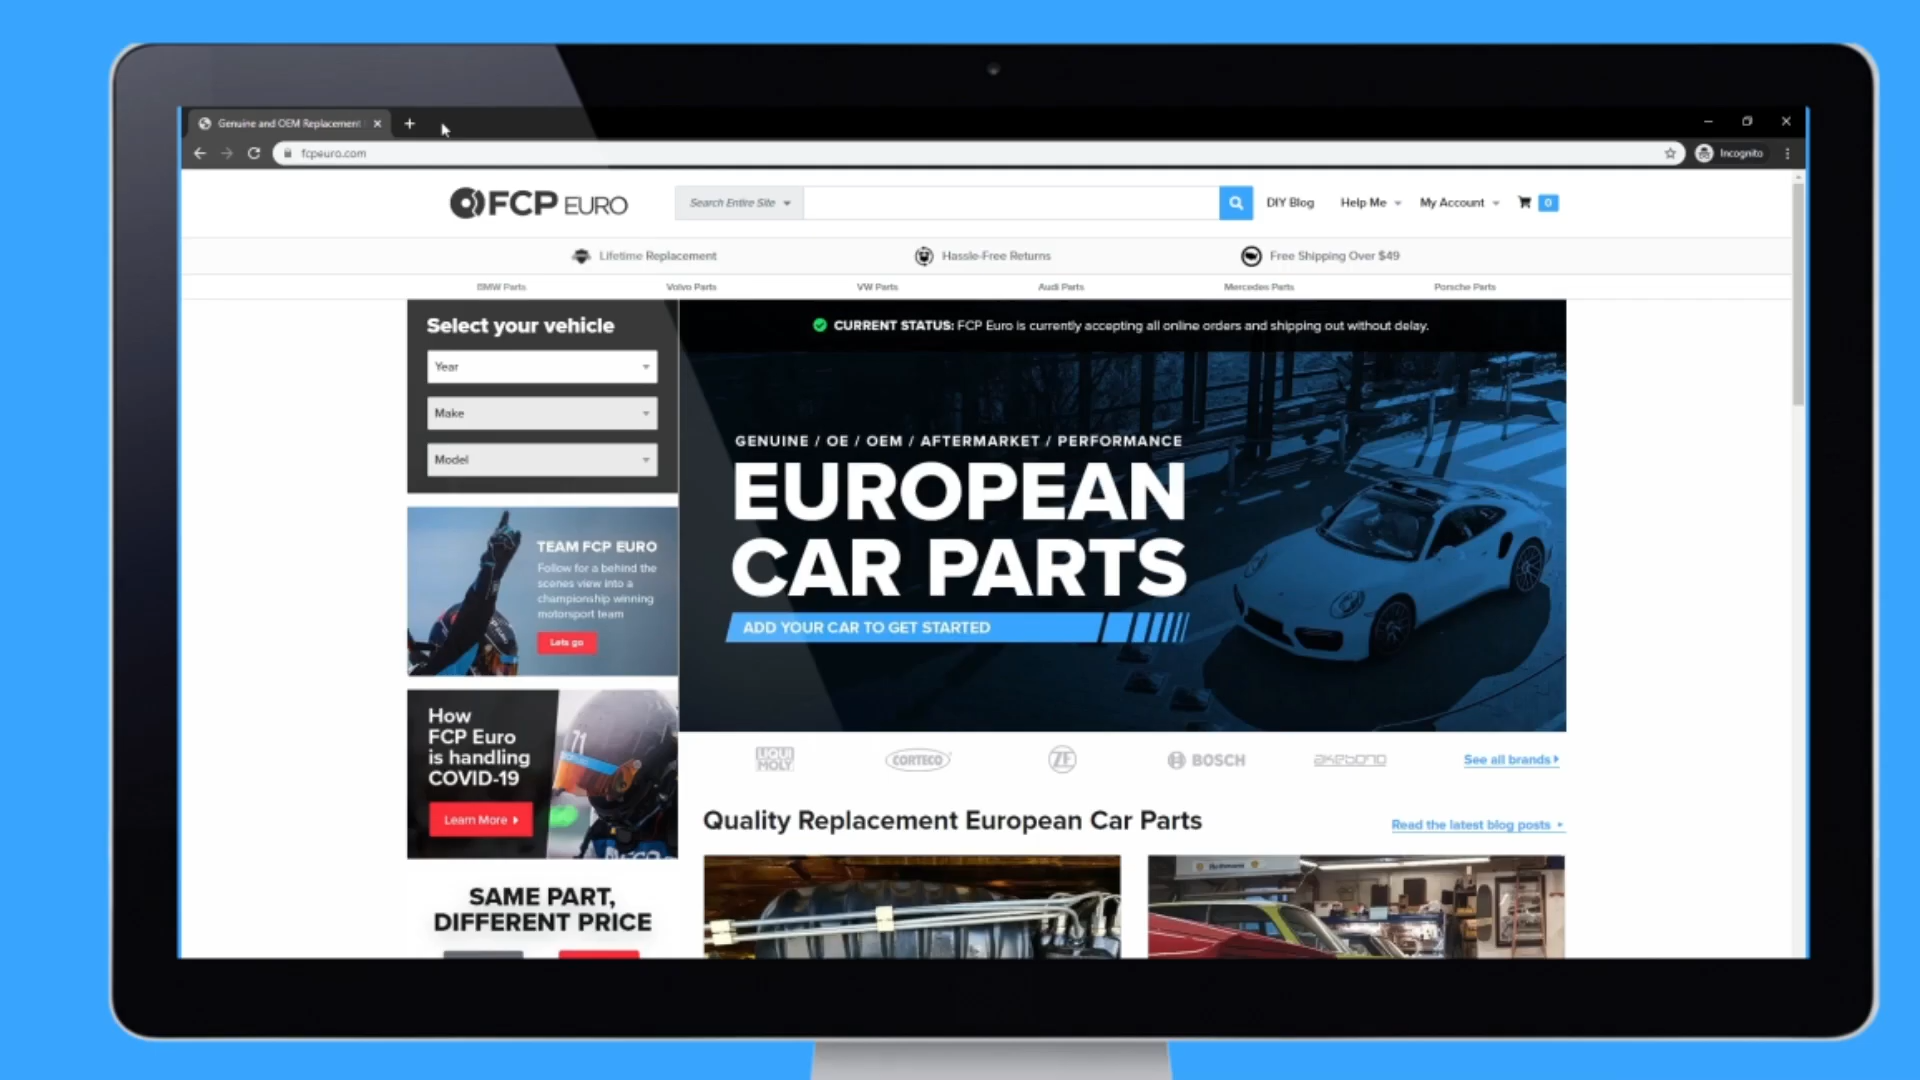 Genuine and OEM Replacement
fcpeuro.com
Incognito
FCP EURO
Search Entire Site
DIY Blog
Help Me
My Account
0
Lifetime Replacement
Hassle-Free Returns
Free Shipping Over $49
BMW Parts
Volvo Parts
VW Parts
Audi Parts
Mercedes Parts
Porsche Parts
Select your vehicle
Year
Make
Model
CURRENT STATUS: FCP Euro is currently accepting all online orders and shipping out without delay.
GENUINE / OE / OEM / AFTERMARKET / PERFORMANCE
EUROPEAN
CAR PARTS
ADD YOUR CAR TO GET STARTED
TEAM FCP EURO
Follow for a behind the
scenes view into a
championship winning
motorsport team
Lets go
How
FCP Euro
is handling
COVID-19
Learn More
71
LIQUI
MOLY
CORTECO
ZF
BOSCH
akebono
See all brands
Quality Replacement European Car Parts
Read the latest blog posts
SAME PART,
DIFFERENT PRICE